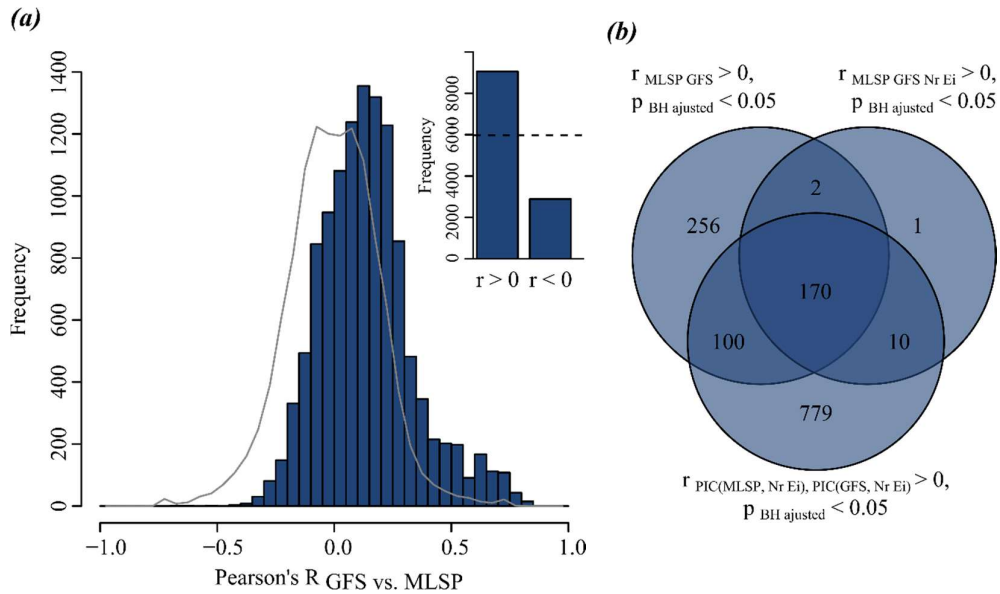 (a)
Frequency
1400
1200
1000
800
600
400
200
0
−1.0
−0.5
0.0
0.5
1.0
Pearson's R GFS vs. MLSP
Frequency
8000
6000
4000
2000
0
r > 0
r < 0
(b)
r MLSP GFS > 0,
p BH ajusted < 0.05
r MLSP GFS Nr Ei > 0,
p BH ajusted < 0.05
2
256
1
170
100
10
779
r PIC(MLSP, Nr Ei), PIC(GFS, Nr Ei) > 0,
p BH ajusted < 0.05